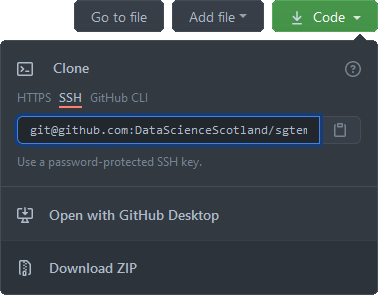 Go to file Add file Code
Clone
HTTPS SSH GitHub CLI
git@github.com:DataScienceScotland/sgtem
Use a password-protected SSH key.
Open with GitHub Desktop
Download ZIP